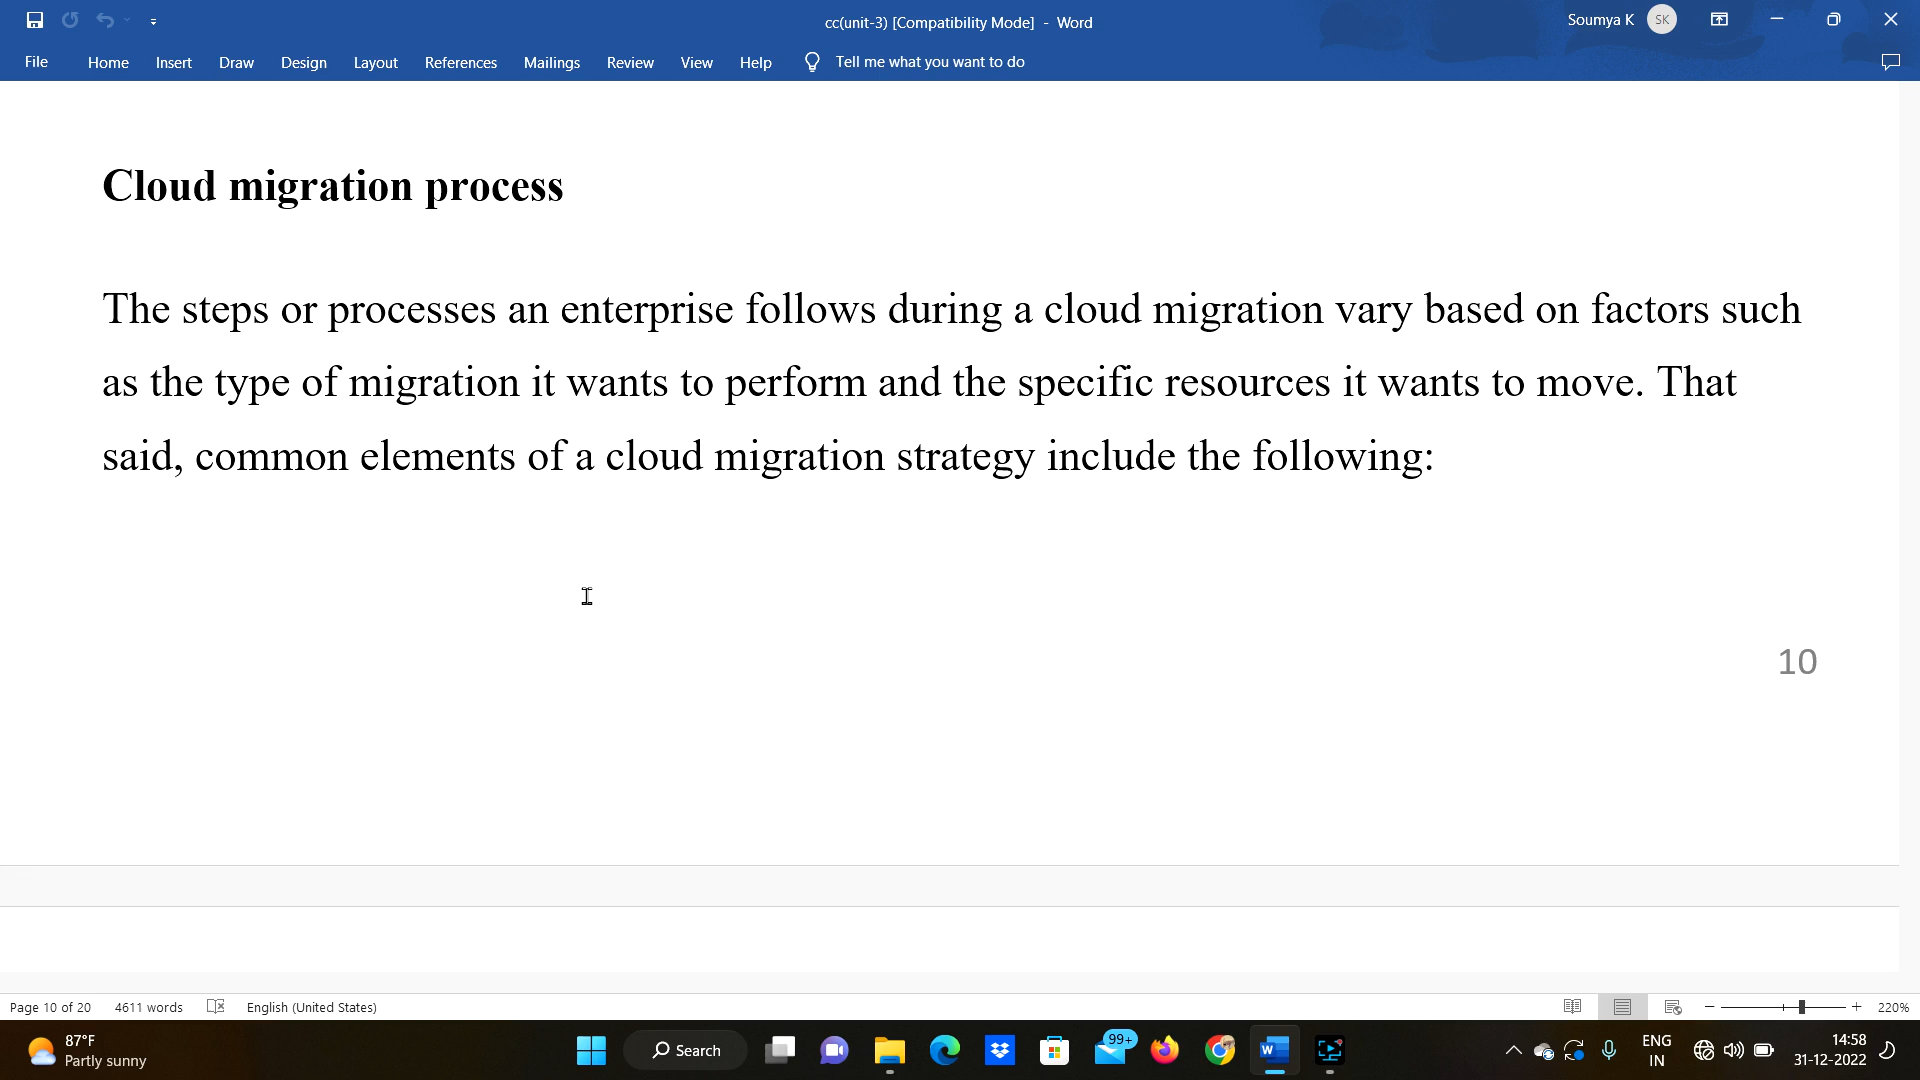 cc(unit-3) [Compatibility Mode] - Word
Soumya K
SK
File Home Insert Draw Design Layout References Mailings Review View Help Tell me what you want to do
Cloud migration process
The steps or processes an enterprise follows during a cloud migration vary based on factors such
as the type of migration it wants to perform and the specific resources it wants to move. That
said, common elements of a cloud migration strategy include the following:
10
Page 10 of 20 4611 words English (United States) 220%
87°F
Partly sunny
Search
99+
W
ENG
IN
14:58
31-12-2022